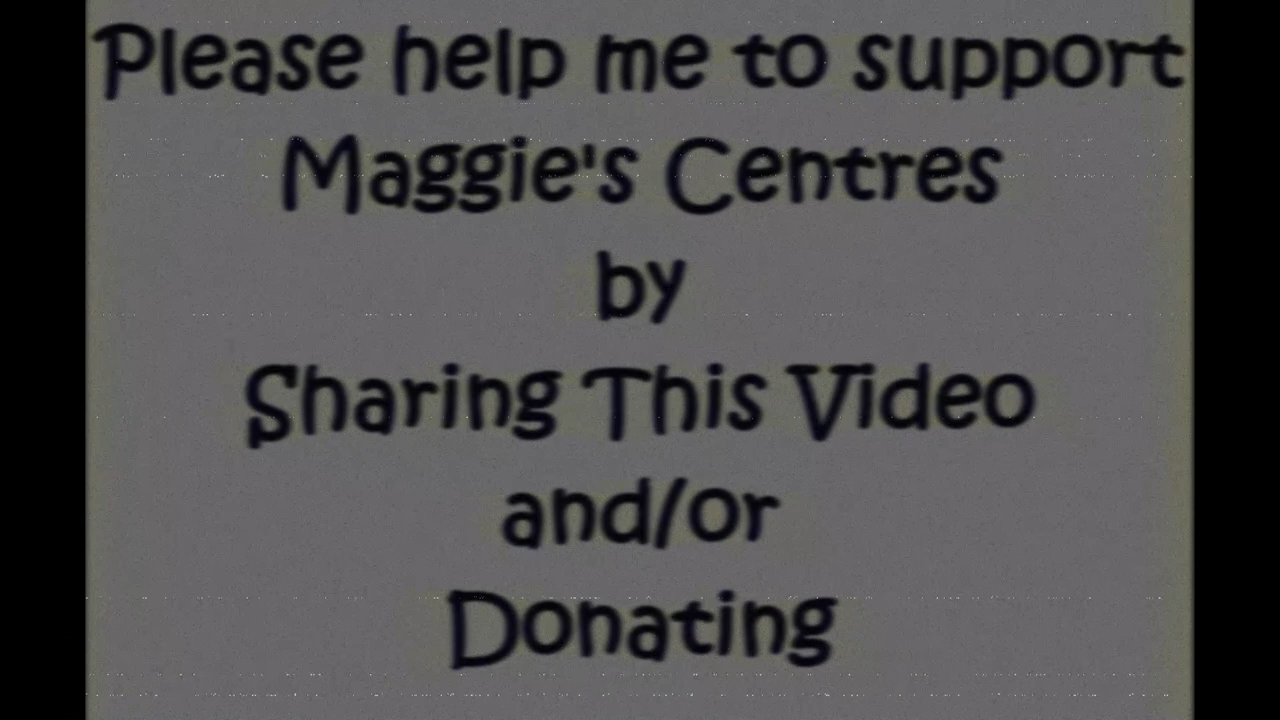 Please help me to support
Maggie's Centres
by
Sharing This Video
and/or
Donating